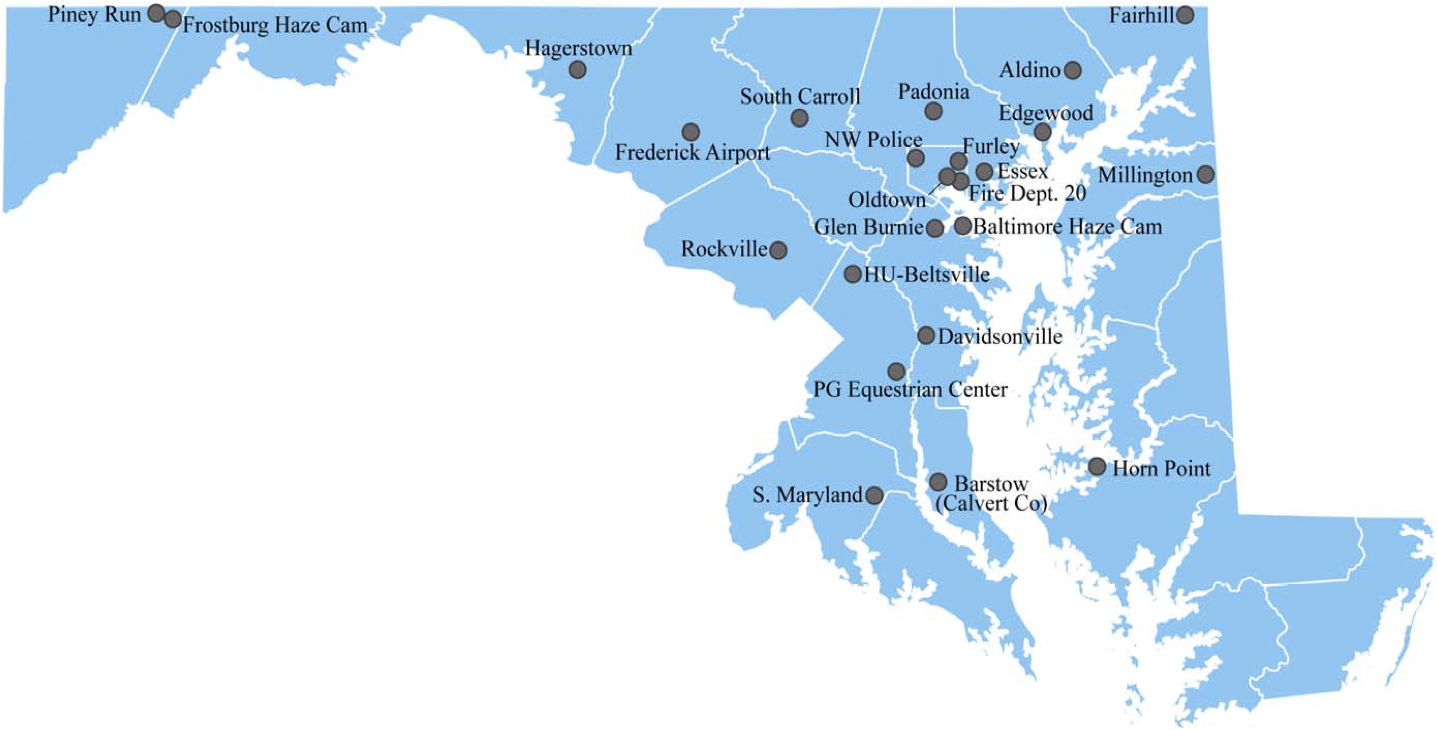 Piney Run
Frostburg Haze Cam
Fairhill
Hagerstown
Aldino
South Carroll
Padonia
Edgewood
Frederick Airport
NW Police
Furley
Essex
Millington
Oldtown
Fire Dept. 20
Glen Burnie
Baltimore Haze Cam
Rockville
HU-Beltsville
Davidsonville
PG Equestrian Center
Horn Point
S. Maryland
Barstow
(Calvert Co)